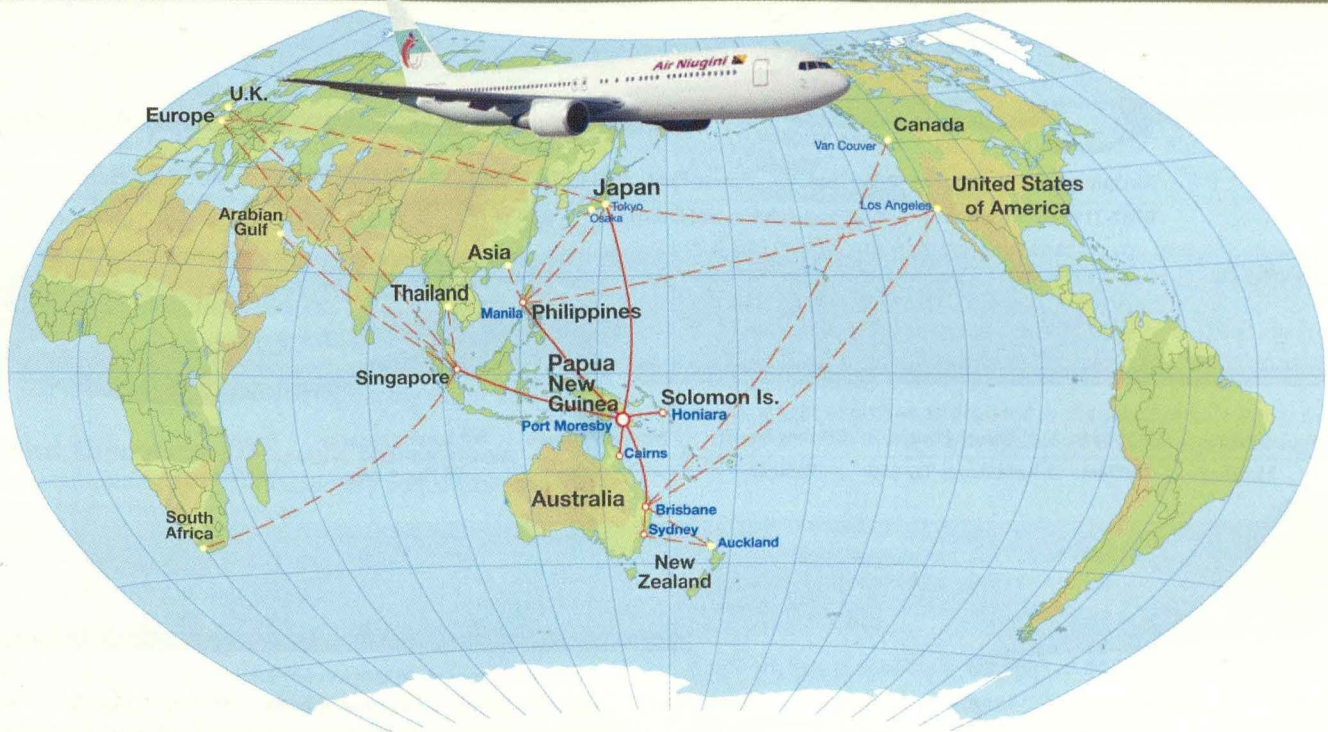 Air Niugini
U.K.
Europe
Canada
Van Couver
Japan
Tokyo
Osaka
United States
of America
Los Angeles
Arabian
Gulf
Asia
Thailand
Manila
Philippines
Singapore
Papua
New
Guinea
Port Moresby
Solomon Is.
Honiara
Cairns
Australia
Brisbane
Sydney
Auckland
New
Zealand
South
Africa